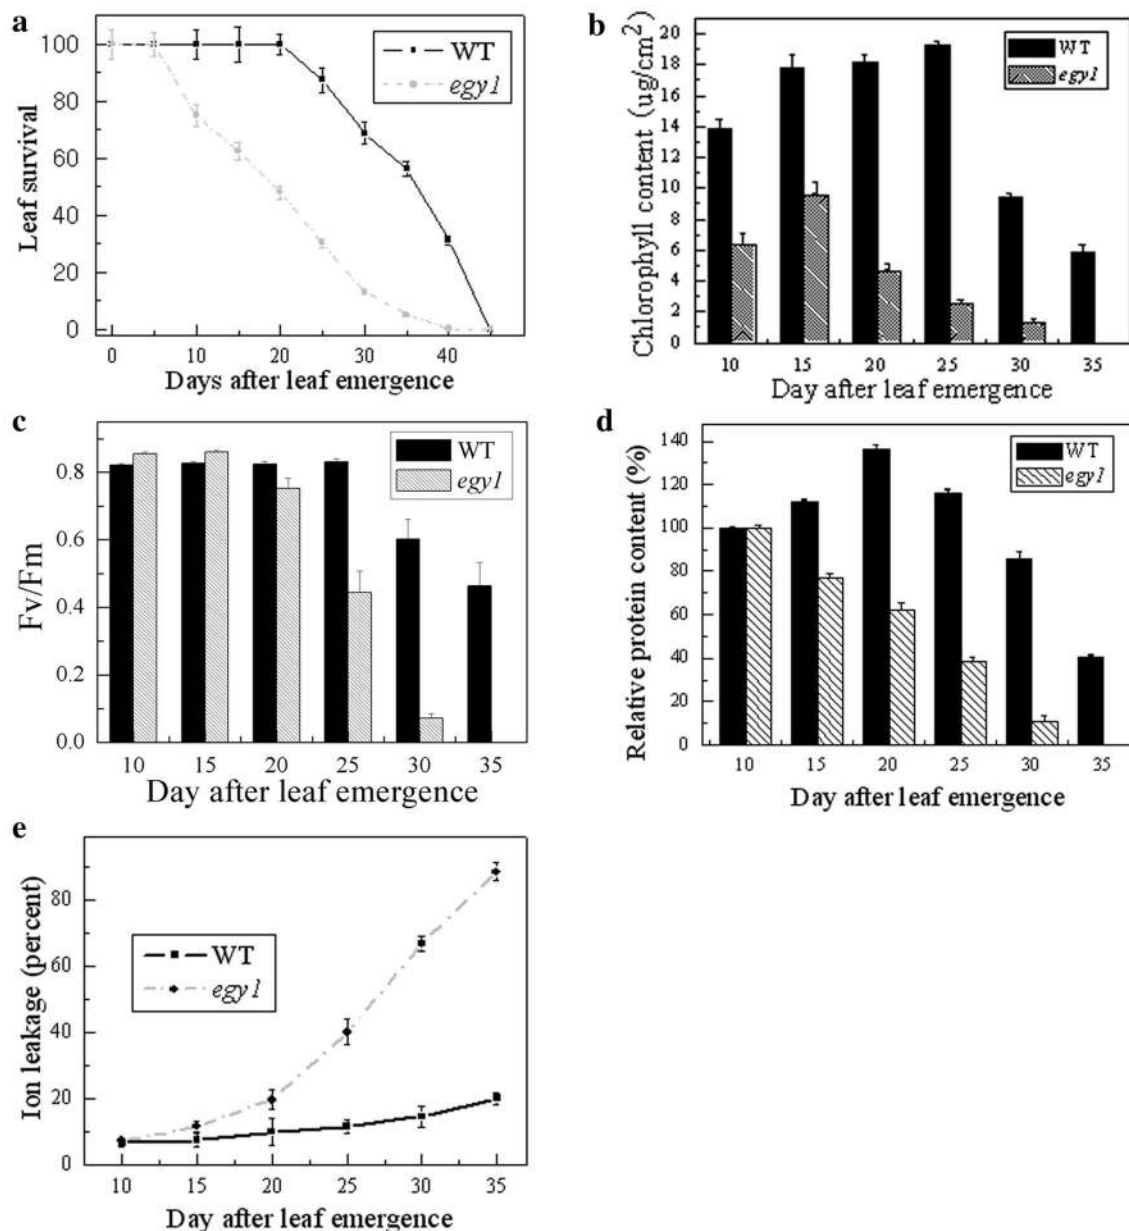 a
Leaf survival
100
80
60
40
20
0
WT
egy1
0 10 20 30 40
Days after leaf emergence
b
Chlorophyll content (ug/cm2)
20
18
16
14
12
10
8
6
4
2
0
WT
egy1
10 15 20 25 30 35
Day after leaf emergence
c
Fv/Fm
0.8
0.6
0.4
0.2
0.0
WT
egy1
10 15 20 25 30 35
Day after leaf emergence
d
Relative protein content (%)
140
120
100
80
60
40
20
0
WT
egy1
10 15 20 25 30 35
Day after leaf emergence
e
Ion leakage (percent)
80
60
40
20
0
WT
egy1
10 15 20 25 30 35
Day after leaf emergence